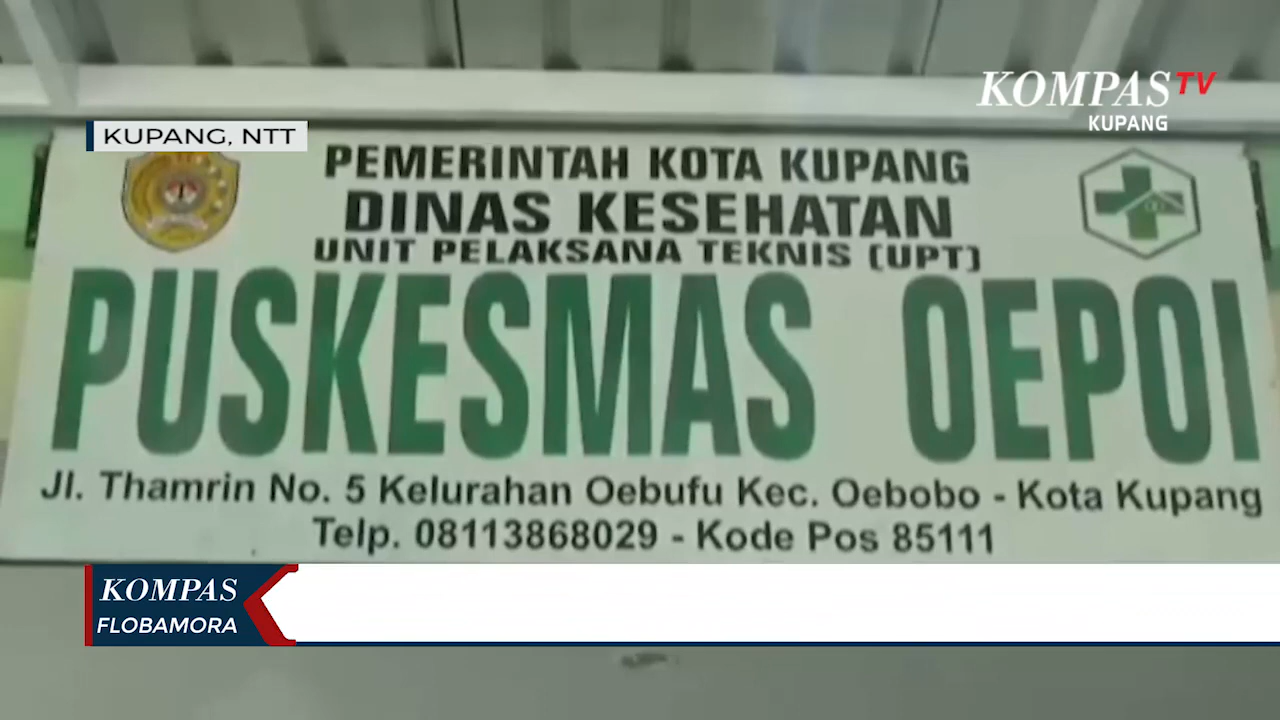 KOMPAS TV
KUPANG
KUPANG, NTT
PEMERINTAH KOTA KUPANG
DINAS KESEHATAN
UNIT PELAKSANA TEKNIS (UPT)
PUSKESMAS OEPOI
Jl. Thamrin No. 5 Kelurahan Oebufu Kec. Oebobo - Kota Kupang
Telp. 08113868029 - Kode Pos 85111
KOMPAS
FLOBAMORA